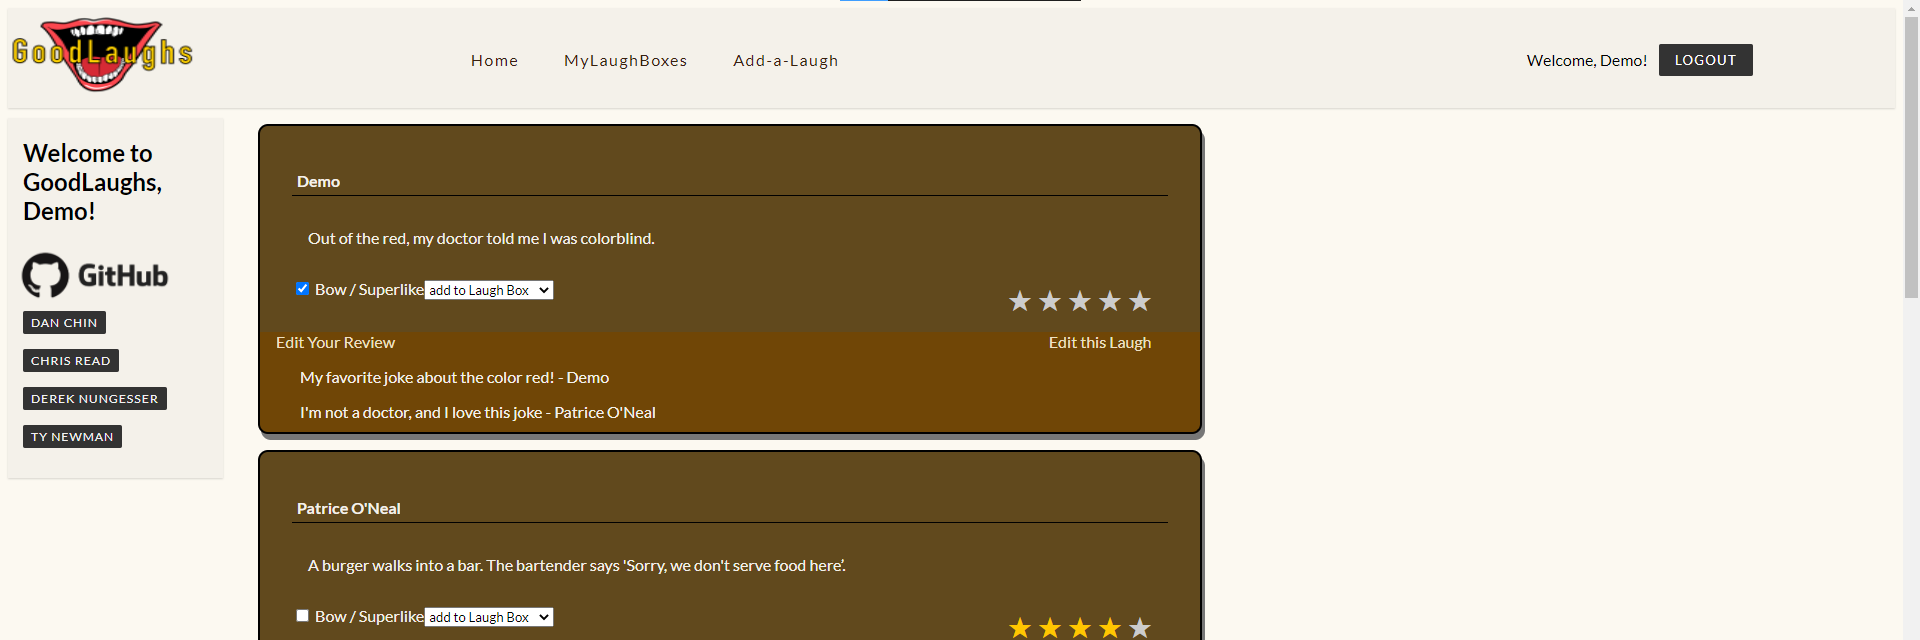 GoodLaughs
Home MyLaughBoxes Add-a-Laugh
Welcome, Demo! LOGOUT
Welcome to
GoodLaughs,
Demo!
GitHub
DAN CHIN
CHRIS READ
DEREK NUNGESSER
TY NEWMAN
Demo
Out of the red, my doctor told me I was colorblind.
Bow / Superlike add to Laugh Box
Edit Your Review Edit this Laugh
My favorite joke about the color red! - Demo
I'm not a doctor, and I love this joke - Patrice O'Neal
Patrice O'Neal
A burger walks into a bar. The bartender says 'Sorry, we don't serve food here'.
Bow / Superlike add to Laugh Box